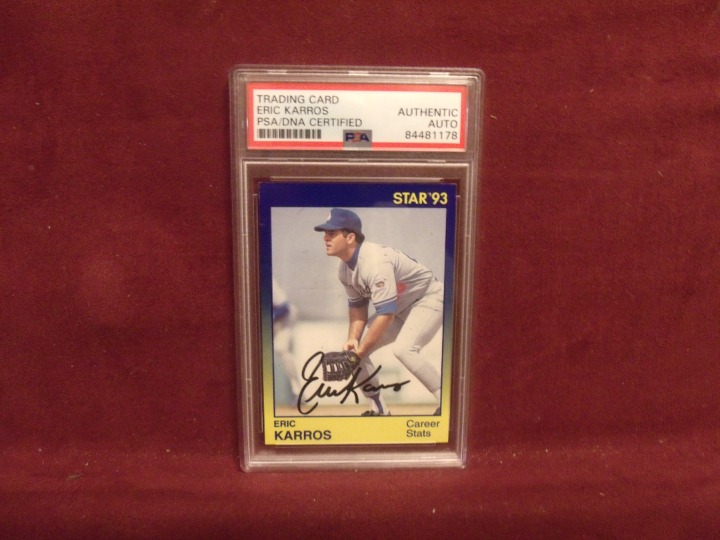 TRADING CARD
ERIC KARROS
PSA/DNA CERTIFIED
AUTHENTIC
AUTO
84481178
PSA
STAR '93
Eric Karros
ERIC
KARROS
Career
Stats